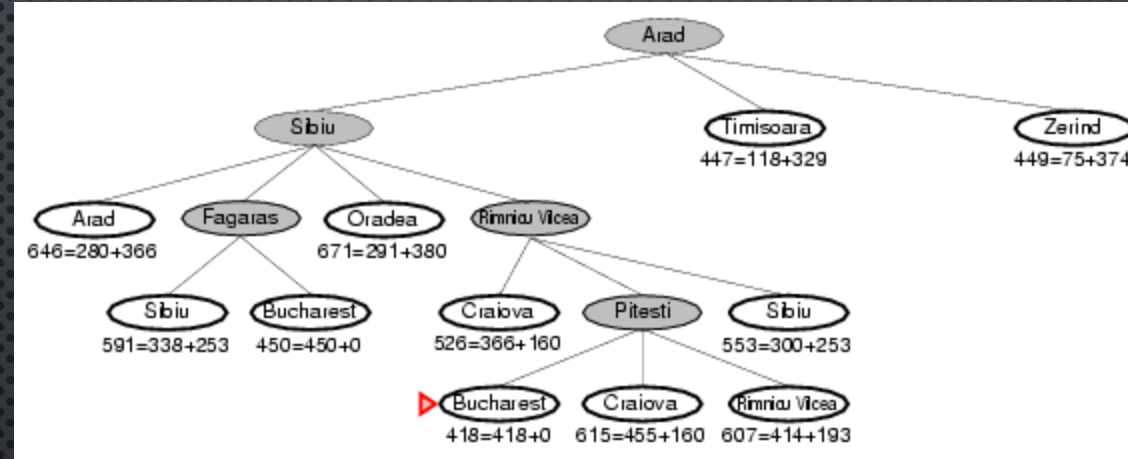 Arad
Sibiu
Timisoara
Zerind
447=118+329
449=75+374
Arad
Fagaras
Oradea
Rimnicu Vilcea
646=280+366
671=291+380
Sibiu
Bucharest
Craiova
Pitesti
Sibiu
591=338+253
450=450+0
526=366+160
553=300+253
Bucharest
Craiova
Rimnicu Vilcea
418=418+0
615=455+160
607=414+193